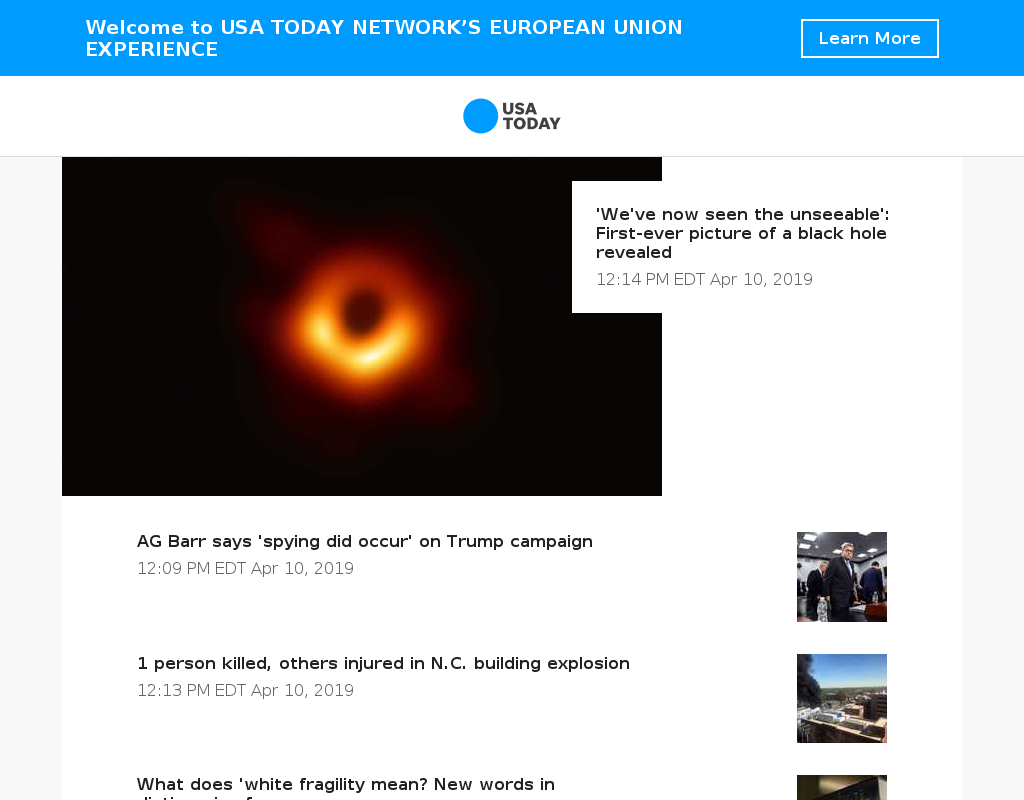 Welcome to USA TODAY NETWORK’S EUROPEAN UNION
EXPERIENCE
Learn More
USA
TODAY
'We've now seen the unseeable':
First-ever picture of a black hole
revealed
12:14 PM EDT Apr 10, 2019
AG Barr says 'spying did occur' on Trump campaign
12:09 PM EDT Apr 10, 2019
1 person killed, others injured in N.C. building explosion
12:13 PM EDT Apr 10, 2019
What does 'white fragility mean? New words in